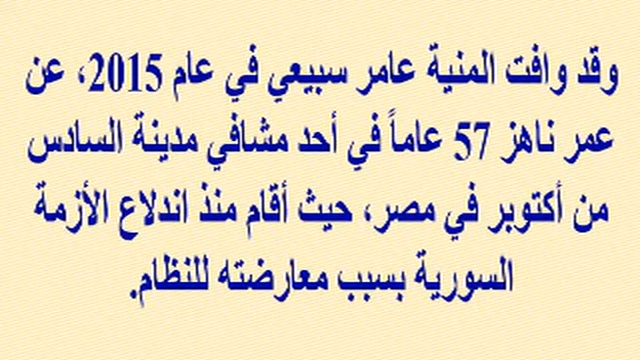 وقد وافت المنية عامر سبيعي في عام 2015، عن
عمر ناهز 57 عاماً في أحد مشافي مدينة السادس
من أكتوبر في مصر، حيث أقام منذ اندلاع الأزمة
السورية بسبب معارضته للنظام.